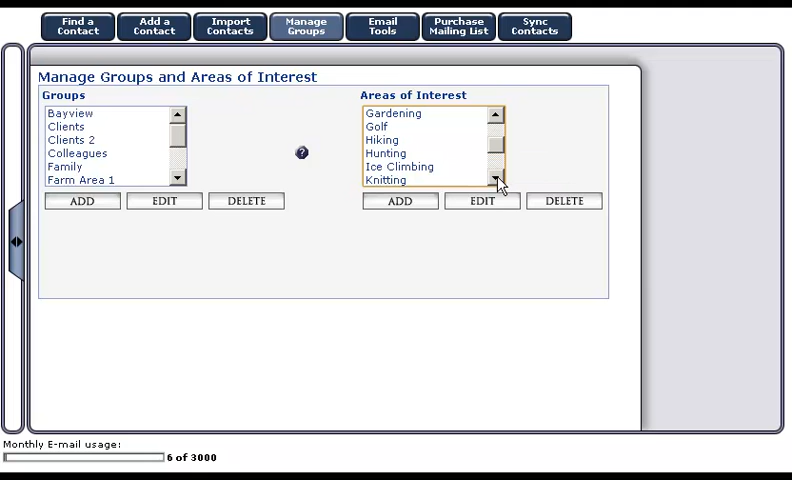 Find a Contact
Add a Contact
Import Contacts
Manage Groups
Email Tools
Purchase Mailing List
Sync Contacts
Manage Groups and Areas of Interest
Groups
Areas of Interest
Bayview
Clients
Clients 2
Colleagues
Family
Farm Area 1
?
Gardening
Golf
Hiking
Hunting
Ice Climbing
Knitting
ADD
EDIT
DELETE
ADD
EDIT
DELETE
Monthly E-mail usage:
6 of 3000